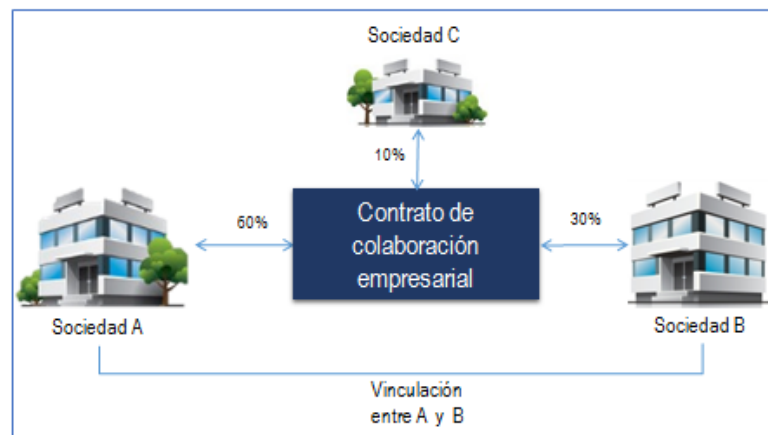 Sociedad C
10%
60%
Contrato de
colaboración
empresarial
30%
Sociedad A
Sociedad B
Vinculación
entre A y B